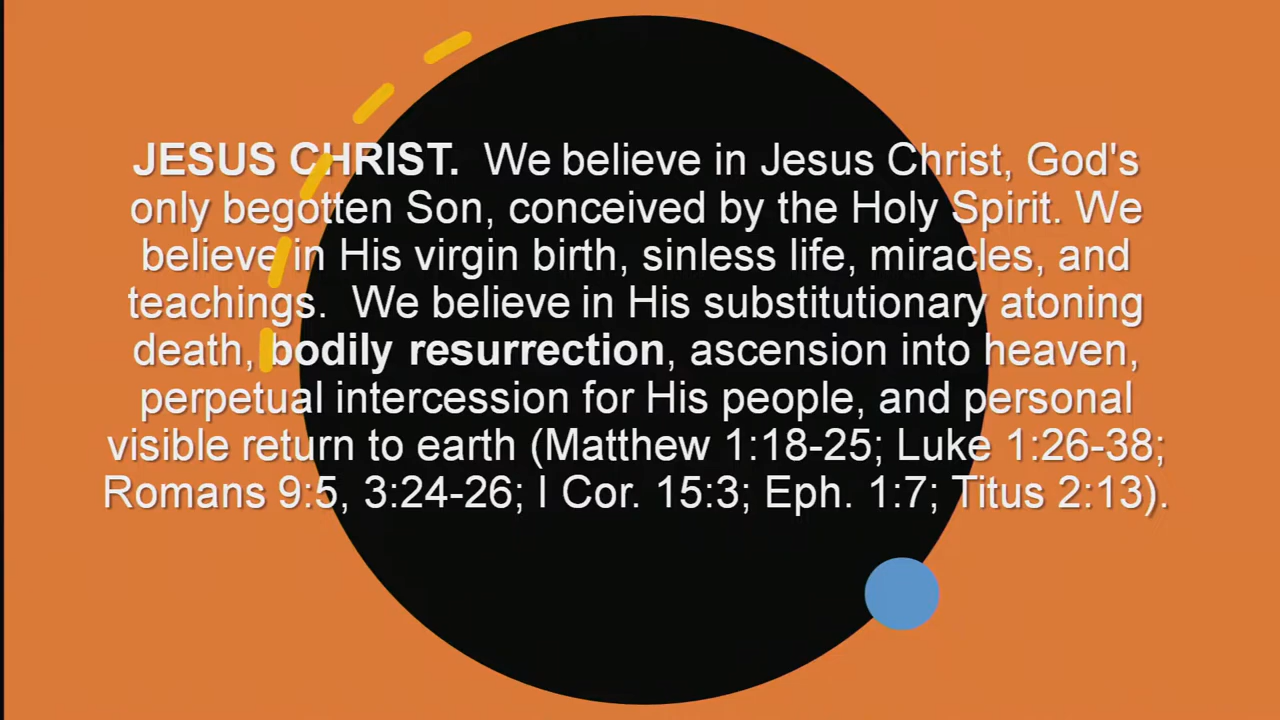 JESUS CHRIST.  We believe in Jesus Christ, God's
only begotten Son, conceived by the Holy Spirit. We
believe in His virgin birth, sinless life, miracles, and
teachings.  We believe in His substitutionary atoning
death, bodily resurrection, ascension into heaven,
perpetual intercession for His people, and personal
visible return to earth (Matthew 1:18-25; Luke 1:26-38;
Romans 9:5, 3:24-26; I Cor. 15:3; Eph. 1:7; Titus 2:13).